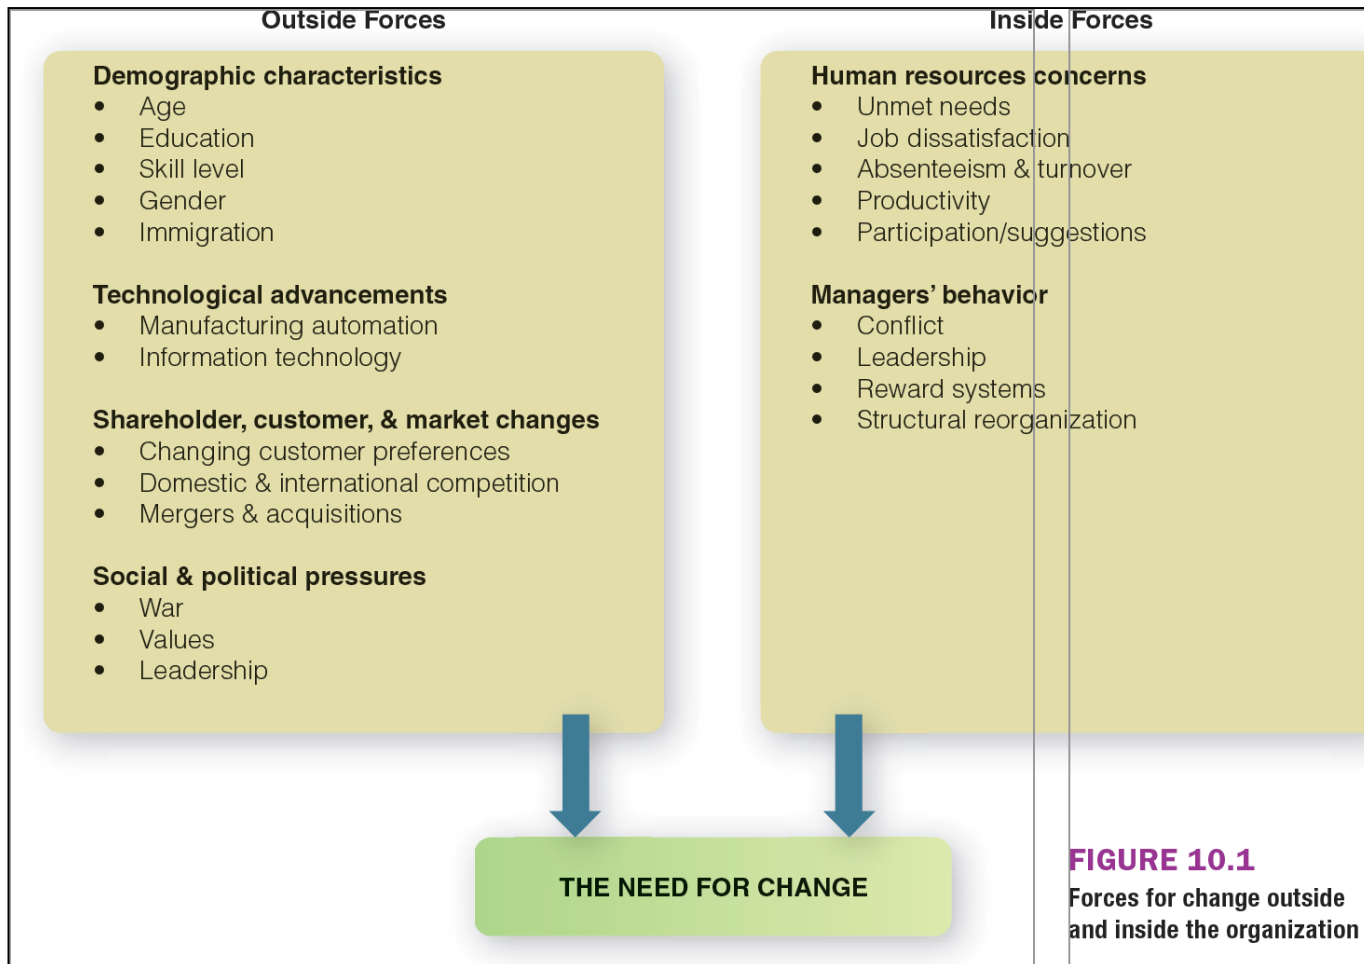 Outside Forces
Demographic characteristics
• Age
• Education
• Skill level
• Gender
• Immigration
Technological advancements
• Manufacturing automation
• Information technology
Shareholder, customer, & market changes
• Changing customer preferences
• Domestic & international competition
• Mergers & acquisitions
Social & political pressures
• War
• Values
• Leadership
Inside Forces
Human resources concerns
• Unmet needs
• Job dissatisfaction
• Absenteeism & turnover
• Productivity
• Participation/suggestions
Managers’ behavior
• Conflict
• Leadership
• Reward systems
• Structural reorganization
THE NEED FOR CHANGE
FIGURE 10.1
Forces for change outside
and inside the organization